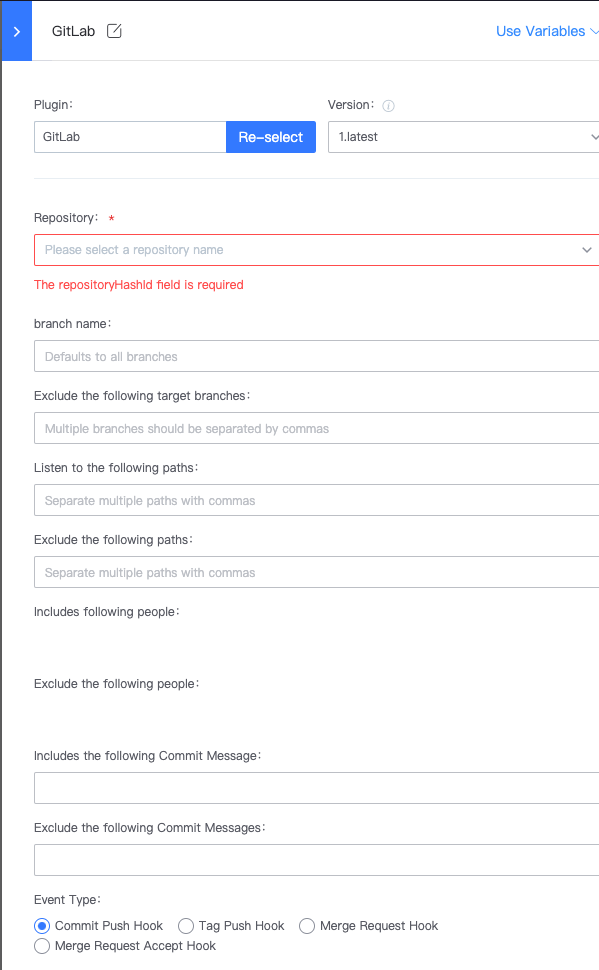 GitLab
Use Variables
Plugin:
Version:
GitLab
Re-select
1.latest
Repository: *
Please select a repository name
The repositoryHashId field is required
branch name:
Defaults to all branches
Exclude the following target branches:
Multiple branches should be separated by commas
Listen to the following paths:
Separate multiple paths with commas
Exclude the following paths:
Separate multiple paths with commas
Includes following people:
Exclude the following people:
Includes the following Commit Message:
Exclude the following Commit Messages:
Event Type:
Commit Push Hook Tag Push Hook Merge Request Hook
Merge Request Accept Hook